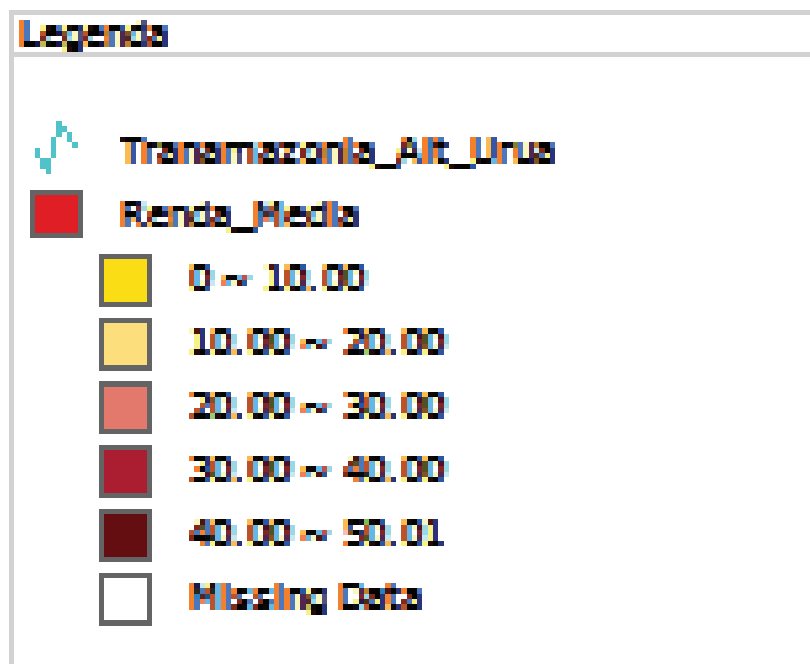 Legenda
Tranamazonia_Alt_Urua
Renda_Media
0 ~ 10.00
10.00 ~ 20.00
20.00 ~ 30.00
30.00 ~ 40.00
40.00 ~ 50.01
Missing Data